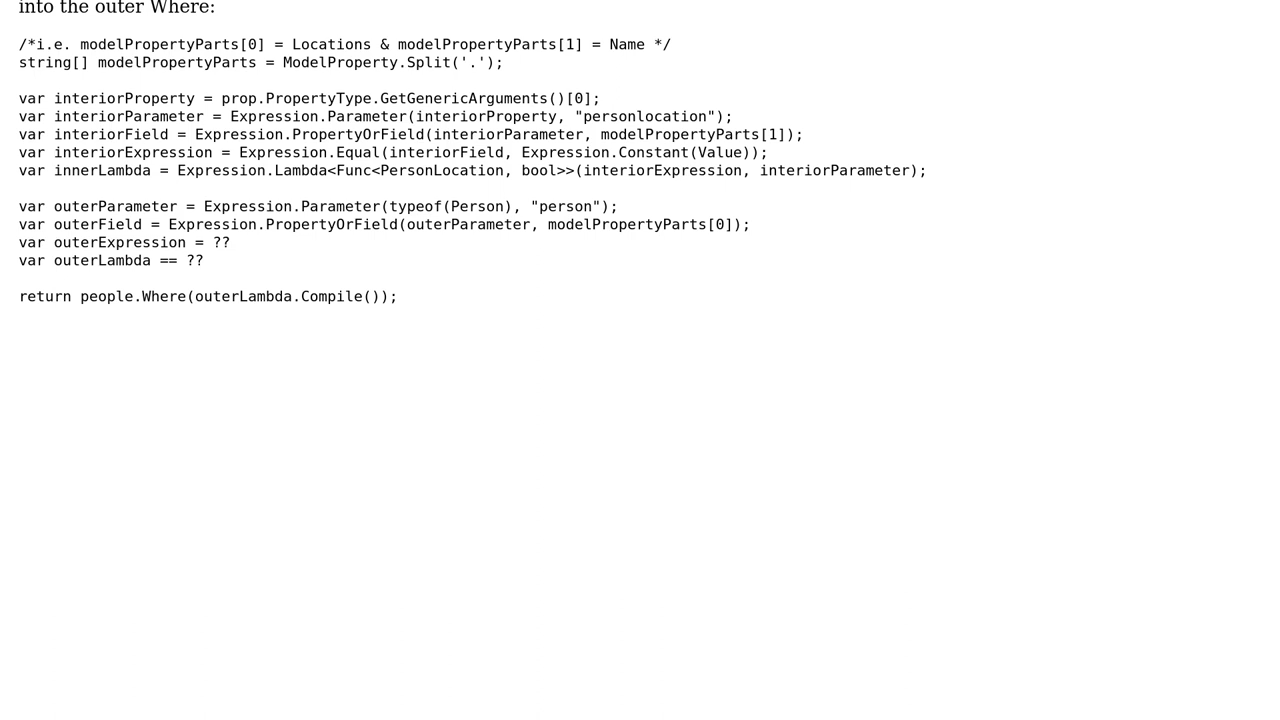 into the outer Where:
/*i.e. modelPropertyParts[0] = Locations & modelPropertyParts[1] = Name */
string[] modelPropertyParts = ModelProperty.Split('.');
var interiorProperty = prop.PropertyType.GetGenericArguments()[0];
var interiorParameter = Expression.Parameter(interiorProperty, "personlocation");
var interiorField = Expression.PropertyOrField(interiorParameter, modelPropertyParts[1]);
var interiorExpression = Expression.Equal(interiorField, Expression.Constant(Value));
var innerLambda = Expression.Lambda<Func<PersonLocation, bool>>(interiorExpression, interiorParameter);
var outerParameter = Expression.Parameter(typeof(Person), "person");
var outerField = Expression.PropertyOrField(outerParameter, modelPropertyParts[0]);
var outerExpression = ??
var outerLambda == ??
return people.Where(outerLambda.Compile());